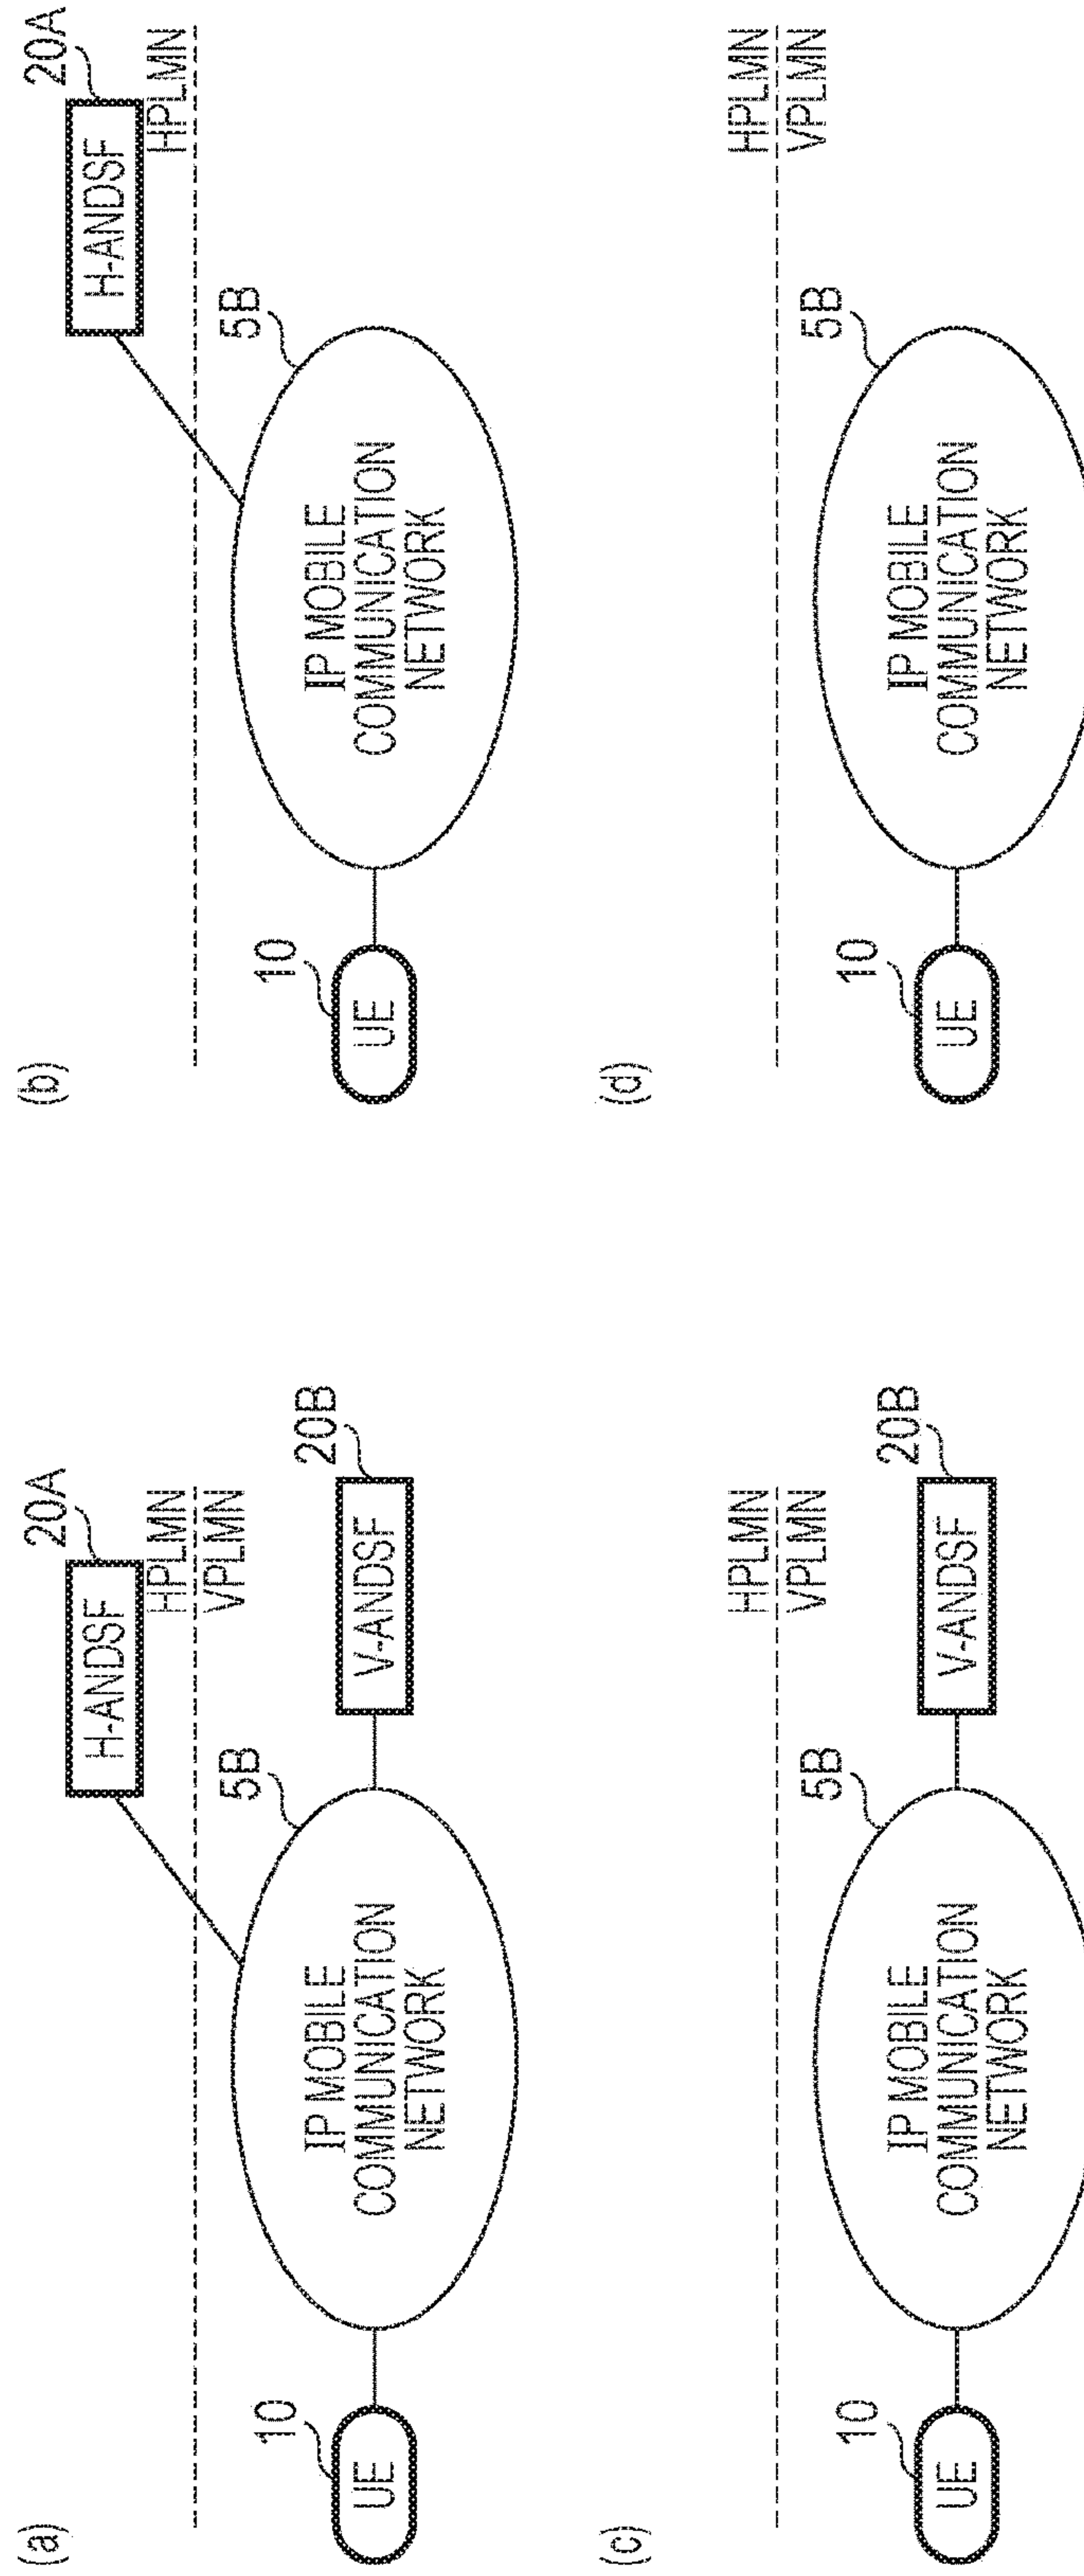 (a)
20A
H-ANDSF
HPLMN
VPLMN
10
UE
5B
IP MOBILE
COMMUNICATION
NETWORK
20B
V-ANDSF
(b)
20A
H-ANDSF
HPLMN
10
UE
5B
IP MOBILE
COMMUNICATION
NETWORK
(c)
HPLMN
VPLMN
10
UE
5B
IP MOBILE
COMMUNICATION
NETWORK
20B
V-ANDSF
(d)
HPLMN
VPLMN
10
UE
5B
IP MOBILE
COMMUNICATION
NETWORK